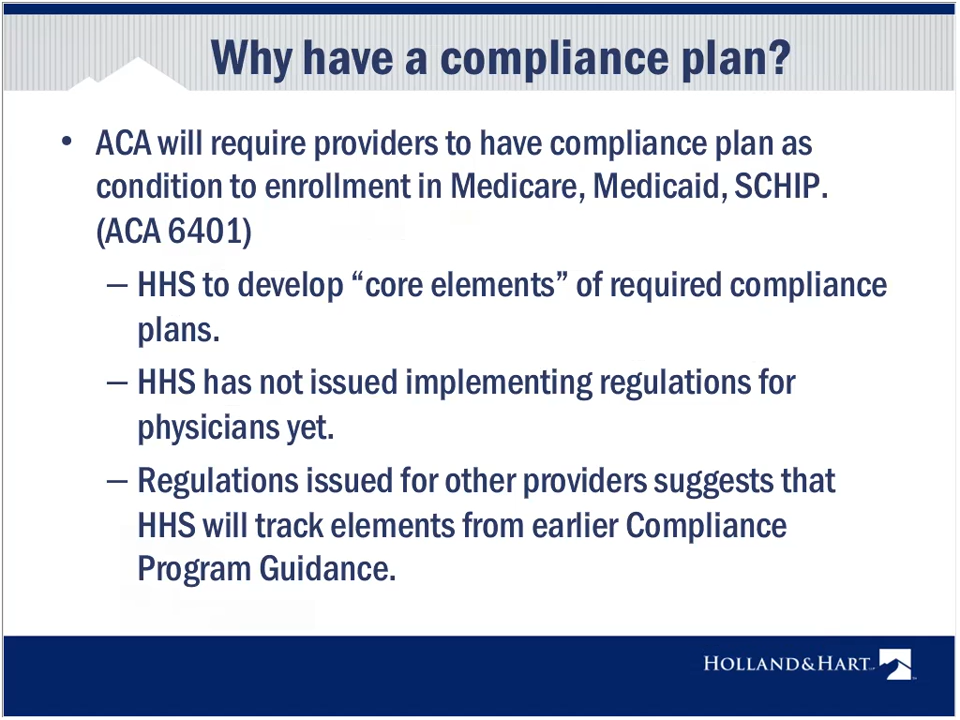 Why have a compliance plan?
• ACA will require providers to have compliance plan as
condition to enrollment in Medicare, Medicaid, SCHIP.
(ACA 6401)
– HHS to develop “core elements” of required compliance
plans.
– HHS has not issued implementing regulations for
physicians yet.
– Regulations issued for other providers suggests that
HHS will track elements from earlier Compliance
Program Guidance.
HOLLAND&HART